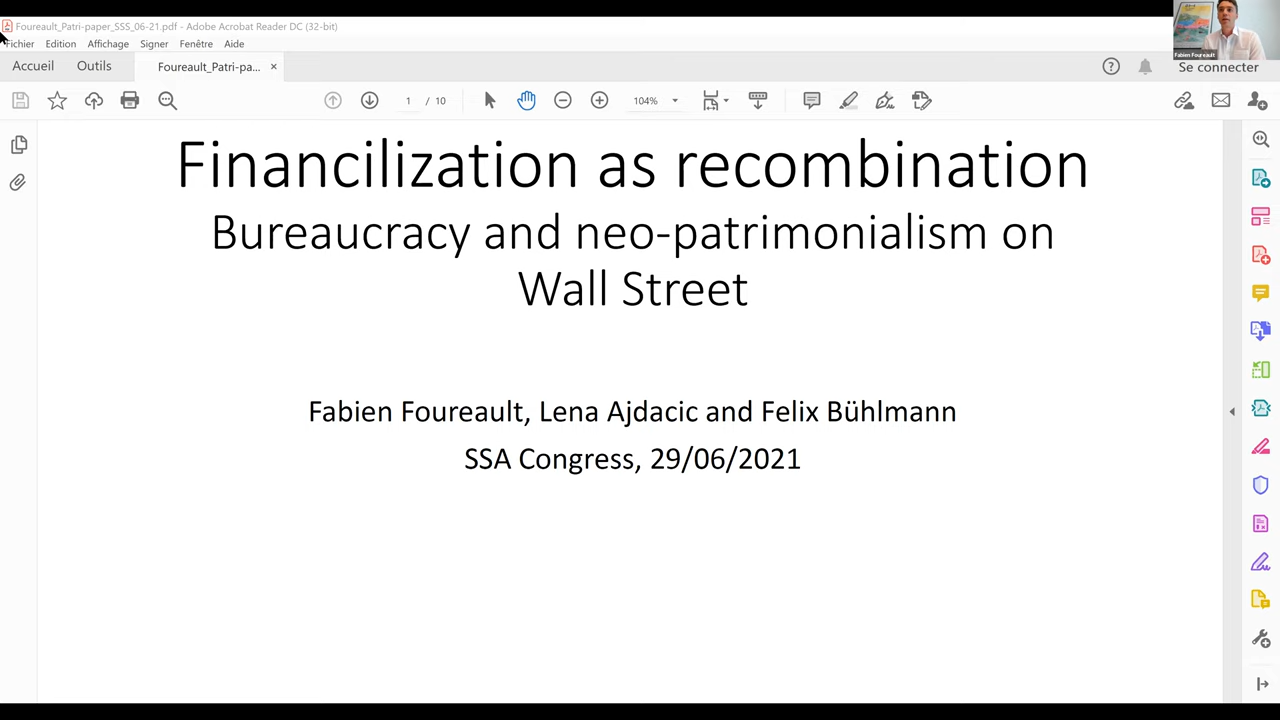 Foureault_Patri-paper_SSS_06-21.pdf - Adobe Acrobat Reader DC (32-bit)
Fichier Edition Affichage Signer Fenêtre Aide
Accueil Outils Foureault_Patri-pa... × Se connecter
1 / 10 104%
Fabien Foureault
Financilization as recombination
Bureaucracy and neo-patrimonialism on
Wall Street
Fabien Foureault, Lena Ajdacic and Felix Bühlmann
SSA Congress, 29/06/2021